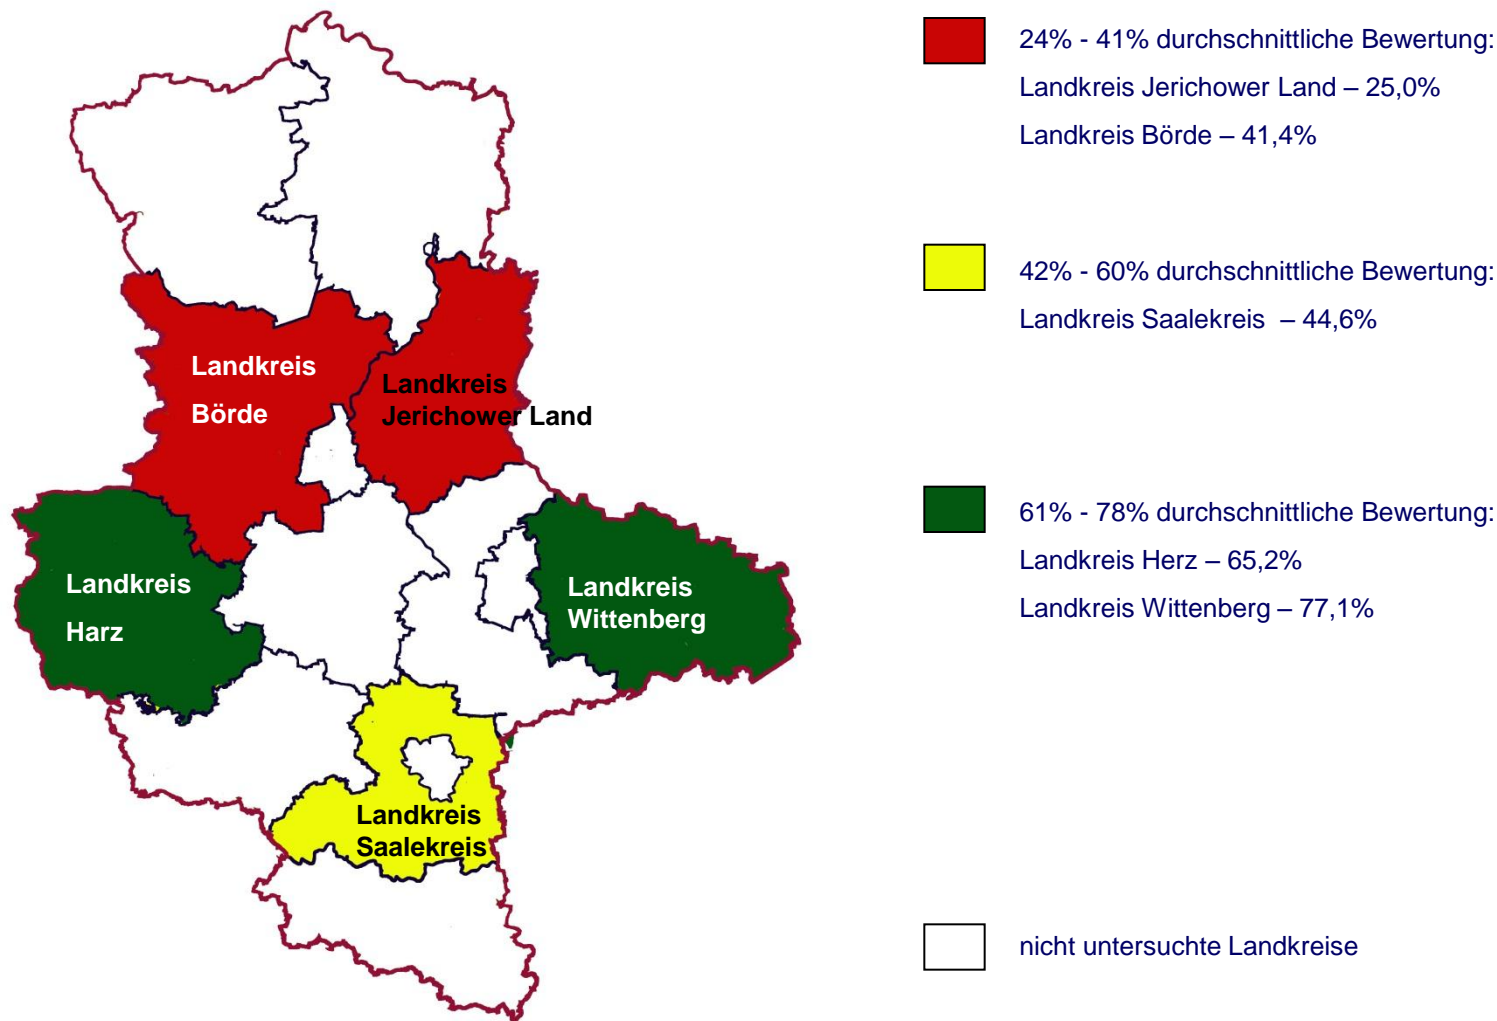 24% - 41% durchschnittliche Bewertung:
Landkreis Jerichower Land – 25,0%
Landkreis Börde – 41,4%
42% - 60% durchschnittliche Bewertung:
Landkreis Saalekreis – 44,6%
61% - 78% durchschnittliche Bewertung:
Landkreis Herz – 65,2%
Landkreis Wittenberg – 77,1%
nicht untersuchte Landkreise
Landkreis
Börde
Landkreis
Jerichower Land
Landkreis
Harz
Landkreis
Wittenberg
Landkreis
Saalekreis